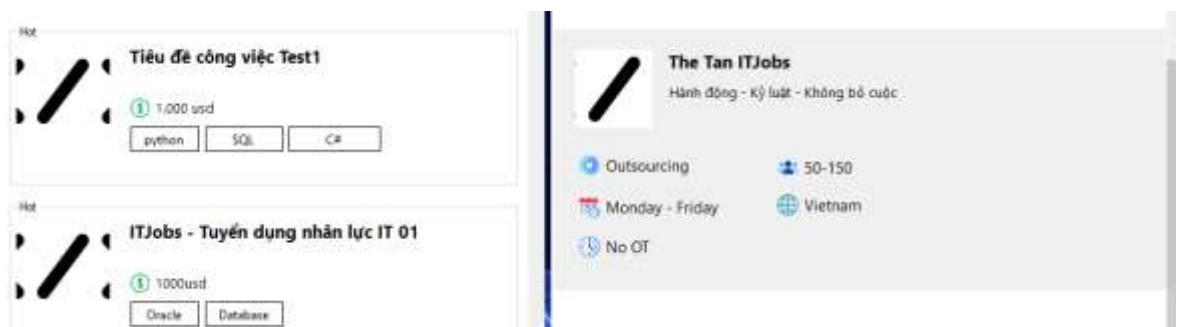 Hot
Tiêu đề công việc Test1
1.000 usd
python SQL C#
Hot
ITJobs - Tuyển dụng nhân lực IT 01
1000usd
Oracle Database
The Tan ITJobs
Hành động - Kỷ luật - Không bỏ cuộc
Outsourcing 50-150
Monday - Friday Vietnam
No OT